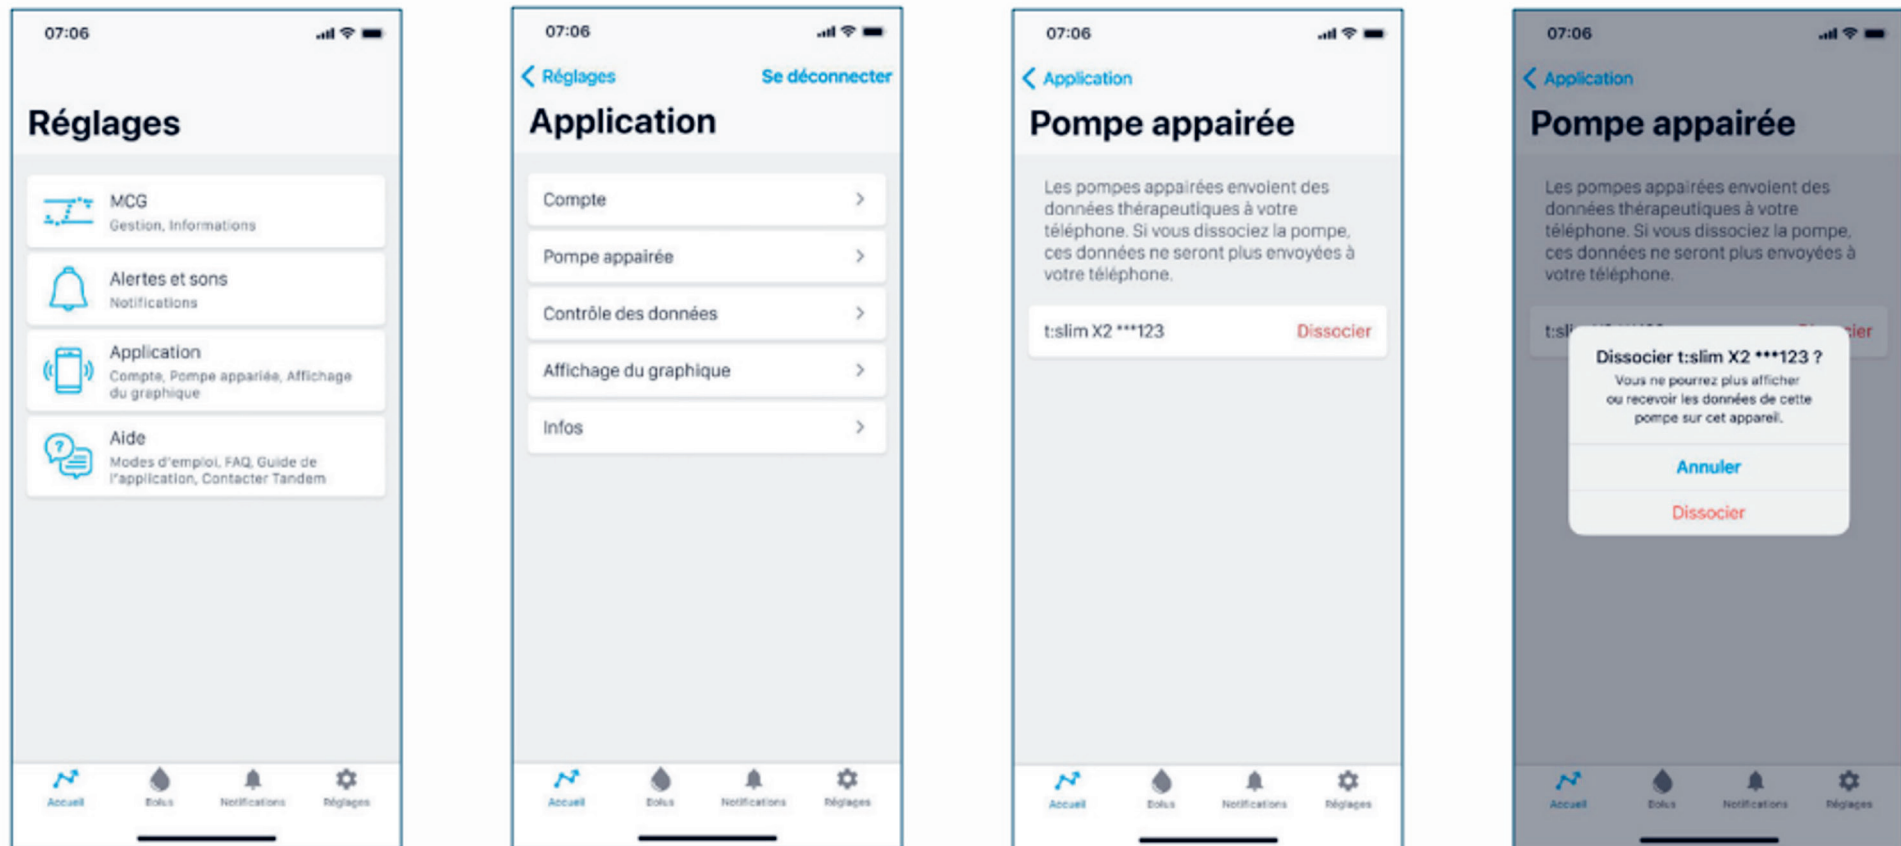 07:06
Réglages
MCG
Gestion, Informations
Alertes et sons
Notifications
Application
Compte, Pompe appariée, Affichage
du graphique
Aide
Modes d'emploi, FAQ, Guide de
l'application, Contacter Tandem
Accueil
Bolus
Notifications
Réglages
07:06
Réglages
Se déconnecter
Application
Compte
Pompe appairée
Contrôle des données
Affichage du graphique
Infos
Accueil
Bolus
Notifications
Réglages
07:06
Application
Pompe appairée
Les pompes appairées envoient des
données thérapeutiques à votre
téléphone. Si vous dissociez la pompe,
ces données ne seront plus envoyées à
votre téléphone.
t:slim X2 ***123
Dissocier
Accueil
Bolus
Notifications
Réglages
07:06
Application
Pompe appairée
Les pompes appairées envoient des
données thérapeutiques à votre
téléphone. Si vous dissociez la pompe,
ces données ne seront plus envoyées à
votre téléphone.
Dissocier t:slim X2 ***123 ?
Vous ne pourrez plus afficher
ou recevoir les données de cette
pompe sur cet appareil.
Annuler
Dissocier
Accueil
Bolus
Notifications
Réglages